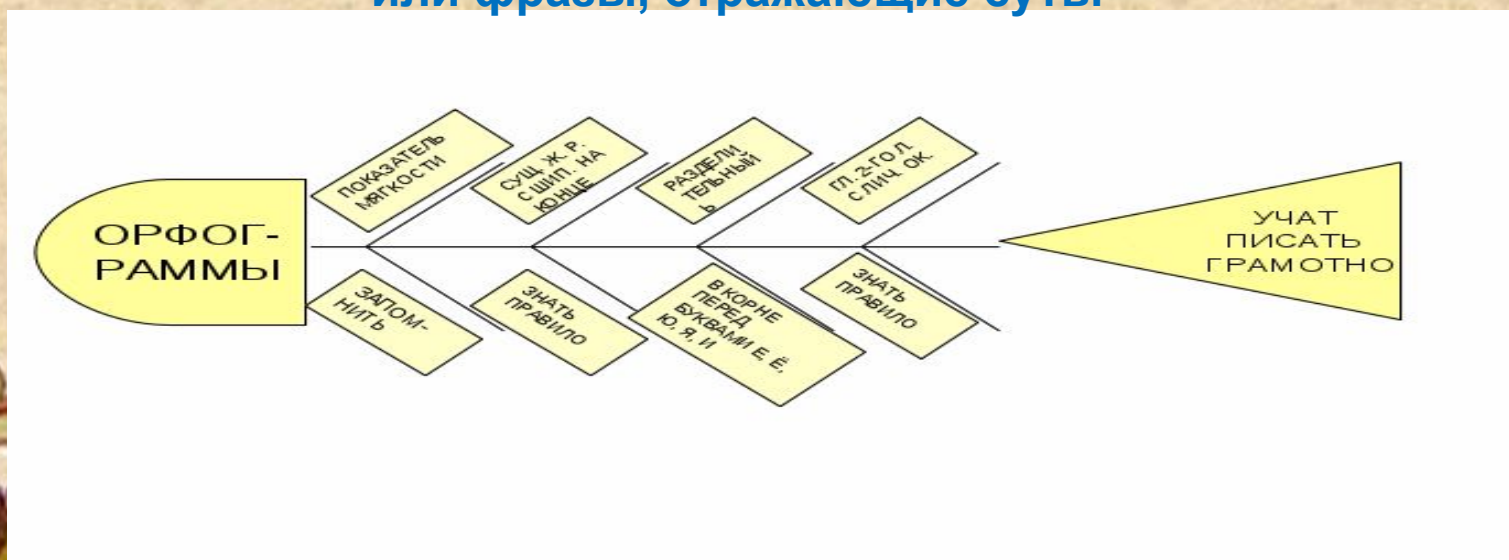 или фразы, отражающие суть!
ОРФОГ-
РАММЫ
ПОКАЗАТЕЛЬ
МЯГКОСТИ
СУЩ. Ж. Р.
С ШИП. НА
КОНЦЕ
РАЗДЕЛИ
ТЕЛЬНЫЙ
Ь
ГЛ. 2-ГО Л.
С ЛИЧ. ОК.
ЗАПОМ-
НИТЬ
ЗНАТЬ
ПРАВИЛО
В КОРНЕ
ПЕРЕД
БУКВАМИ Е, Ё,
Ю, Я, И
ЗНАТЬ
ПРАВИЛО
УЧАТ
ПИСАТЬ
ГРАМОТНО